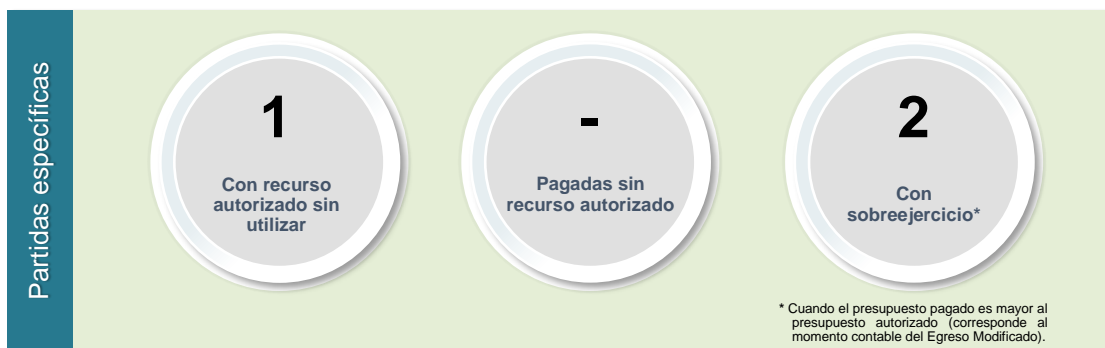 Partidas específicas
1
Con recurso
autorizado sin
utilizar
-
Pagadas sin
recurso autorizado
2
Con
sobreejercicio*
* Cuando el presupuesto pagado es mayor al
presupuesto autorizado (corresponde al
momento contable del Egreso Modificado).